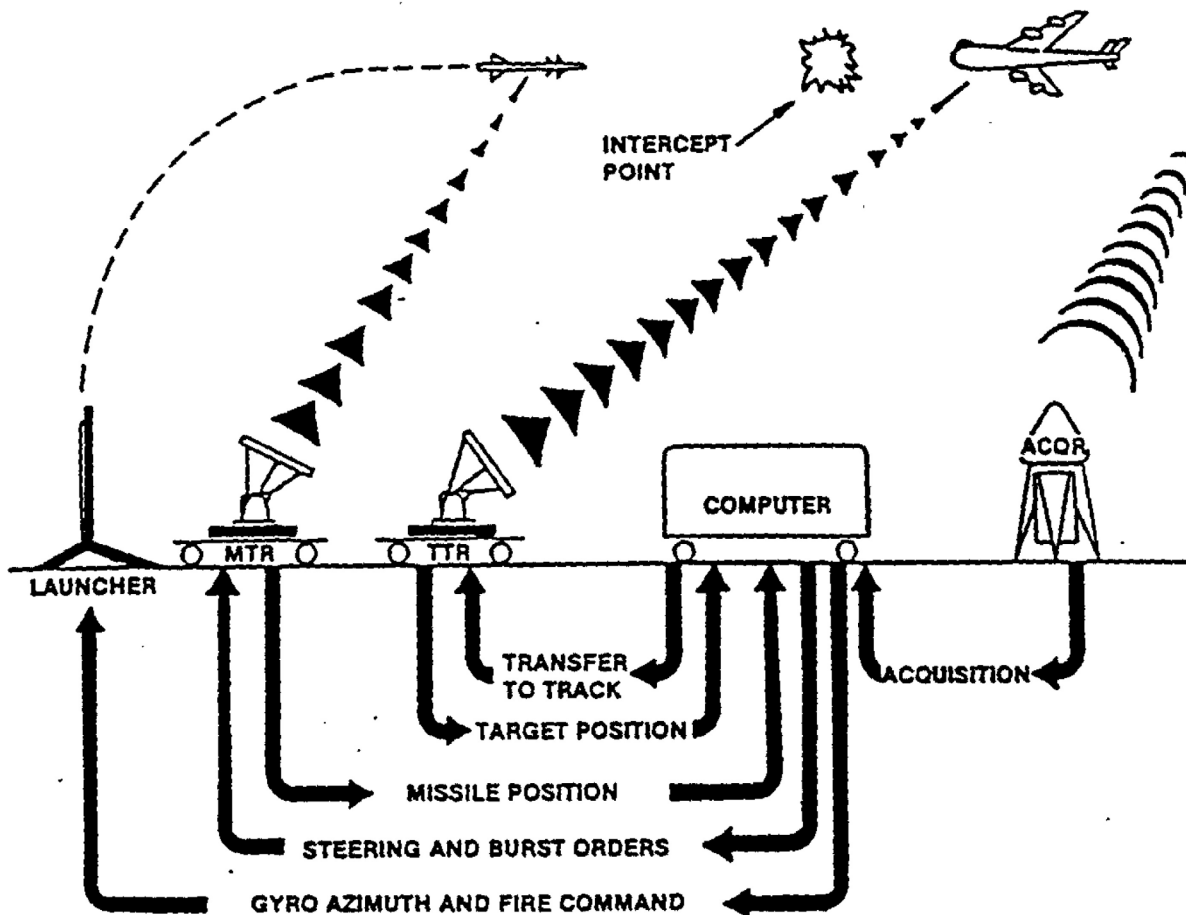 INTERCEPT
POINT
ACQR
COMPUTER
MTR
TTR
LAUNCHER
TRANSFER
TO TRACK
ACQUISITION
TARGET POSITION
MISSILE POSITION
STEERING AND BURST ORDERS
GYRO AZIMUTH AND FIRE COMMAND